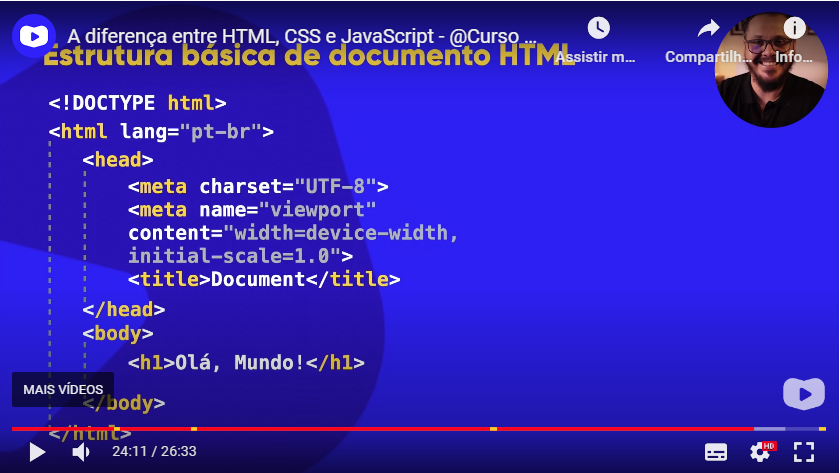 A diferença entre HTML, CSS e JavaScript - @Curso ...
Assistir m...
Compartilh...
Info...
Estrutura básica de documento HTML
<!DOCTYPE html>
<html lang="pt-br">
<head>
<meta charset="UTF-8">
<meta name="viewport"
content="width=device-width,
initial-scale=1.0">
<title>Document</title>
</head>
<body>
<h1>Olá, Mundo!</h1>
MAIS VÍDEOS
</body>
</html>
24:11 / 26:33
HD